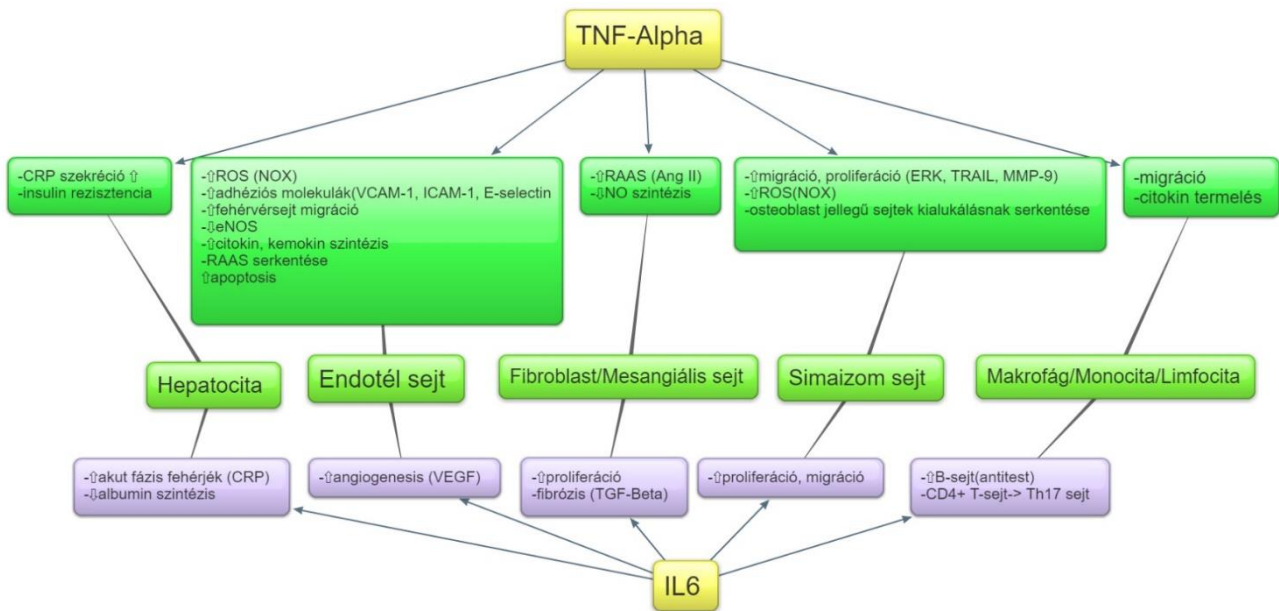 TNF-Alpha
-CRP szekréció ⇧
-insulin rezisztencia
-⇧ROS (NOX)
-⇧adhéziós molekulák(VCAM-1, ICAM-1, E-selectin
-⇧fehérvérsejt migráció
-⇩eNOS
-⇧citokin, kemokin szintézis
-RAAS serkentése
⇧apoptosis
-⇧RAAS (Ang II)
-⇩NO szintézis
-⇧migráció, proliferáció (ERK, TRAIL, MMP-9)
-⇧ROS(NOX)
-osteoblast jellegű sejtek kialukálásnak serkentése
-migráció
-citokin termelés
Hepatocita
Endotél sejt
Fibroblast/Mesangiális sejt
Simaizom sejt
Makrofág/Monocita/Limfocita
-⇧akut fázis fehérjék (CRP)
-⇩albumin szintézis
-⇧angiogenesis (VEGF)
-⇧proliferáció
-fibrózis (TGF-Beta)
-⇧proliferáció, migráció
-⇧B-sejt(antitest)
-CD4+ T-sejt-> Th17 sejt
IL6